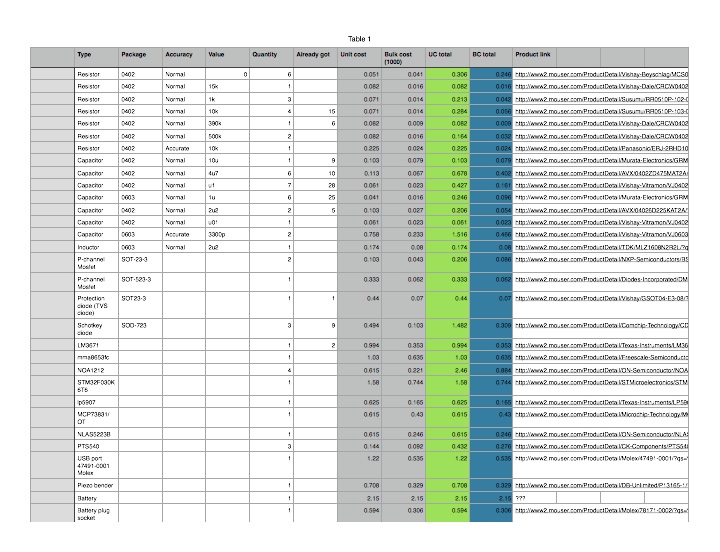 Table 1
Type Package Accuracy Value Quantity Already got Unit cost Bulk cost (1000) UC total BC total Product link
Resistor 0402 Normal 0 6 0.051 0.041 0.306 0.246 http://www2.mouser.com/ProductDetail/Vishay-Beyschlag/MCS0
Resistor 0402 Normal 15k 1 0.082 0.016 0.082 0.016 http://www2.mouser.com/ProductDetail/Vishay-Dale/CRCW0402
Resistor 0402 Normal 1k 3 0.071 0.014 0.213 0.042 http://www2.mouser.com/ProductDetail/Susumu/RR0510P-102-
Resistor 0402 Normal 10k 4 15 0.071 0.014 0.284 0.056 http://www2.mouser.com/ProductDetail/Susumu/RR0510P-103-
Resistor 0402 Normal 390k 1 6 0.082 0.009 0.082 0.009 http://www2.mouser.com/ProductDetail/Vishay-Dale/CRCW0402
Resistor 0402 Normal 500k 2 0.082 0.016 0.164 0.032 http://www2.mouser.com/ProductDetail/Vishay-Dale/CRCW0402
Resistor 0402 Accurate 10k 1 0.225 0.024 0.225 0.024 http://www2.mouser.com/ProductDetail/Panasonic/ERJ-2RHD10
Capacitor 0402 Normal 10u 1 9 0.103 0.079 0.103 0.079 http://www2.mouser.com/ProductDetail/Murata-Electronics/GRM
Capacitor 0402 Normal 4u7 6 10 0.113 0.067 0.678 0.402 http://www2.mouser.com/ProductDetail/AVX/0402ZD475MAT2A
Capacitor 0402 Normal u1 7 28 0.061 0.023 0.427 0.161 http://www2.mouser.com/ProductDetail/Vishay-Vitramon/VJ0402
Capacitor 0603 Normal 1u 6 25 0.041 0.016 0.246 0.096 http://www2.mouser.com/ProductDetail/Murata-Electronics/GRM
Capacitor 0402 Normal 2u2 2 5 0.103 0.027 0.206 0.054 http://www2.mouser.com/ProductDetail/AVX/04026D225KAT2A/
Capacitor 0402 Normal u01 1 0.061 0.023 0.061 0.023 http://www2.mouser.com/ProductDetail/Vishay-Vitramon/VJ0402
Capacitor 0603 Accurate 3300p 2 0.758 0.233 1.516 0.466 http://www2.mouser.com/ProductDetail/Vishay-Vitramon/VJ0603
Inductor 0603 Normal 2u2 1 0.174 0.08 0.174 0.08 http://www2.mouser.com/ProductDetail/TDK/MLZ1608N2R2L/?q
P-channel Mosfet SOT-23-3 2 0.103 0.043 0.206 0.086 http://www2.mouser.com/ProductDetail/NXP-Semiconductors/BS
P-channel Mosfet SOT-523-3 1 0.333 0.062 0.333 0.062 http://www2.mouser.com/ProductDetail/Diodes-Incorporated/DM
Protection diode (TVS diode) SOT23-3 1 1 0.44 0.07 0.44 0.07 http://www2.mouser.com/ProductDetail/Vishay/GSOT04-E3-08/?
Schotkey diode SOD-723 3 9 0.494 0.103 1.482 0.309 http://www2.mouser.com/ProductDetail/Comchip-Technology/CD
LM3671 1 2 0.994 0.353 0.994 0.353 http://www2.mouser.com/ProductDetail/Texas-Instruments/LM36
mma8653fc 1 1.03 0.635 1.03 0.635 http://www2.mouser.com/ProductDetail/Freescale-Semiconducto
NOA1212 4 0.615 0.221 2.46 0.884 http://www2.mouser.com/ProductDetail/ON-Semiconductor/NOA
STM32F030K 6T6 1 1.58 0.744 1.58 0.744 http://www2.mouser.com/ProductDetail/STMicroelectronics/STM
lp5907 1 0.625 0.165 0.625 0.165 http://www2.mouser.com/ProductDetail/Texas-Instruments/LP59
MCP73831/ OT 1 0.615 0.43 0.615 0.43 http://www2.mouser.com/ProductDetail/Microchip-Technology/M
NLAS5223B 1 0.615 0.246 0.615 0.246 http://www2.mouser.com/ProductDetail/ON-Semiconductor/NLA
PTS540 3 0.144 0.092 0.432 0.276 http://www2.mouser.com/ProductDetail/CK-Components/PTS54
USB port 47491-0001 Molex 1 1.22 0.535 1.22 0.535 http://www2.mouser.com/ProductDetail/Molex/47491-0001/?qs=
Piezo bender 1 0.708 0.329 0.708 0.329 http://www2.mouser.com/ProductDetail/DB-Unlimited/P13165-1/
Battery 1 2.15 2.15 2.15 2.15 ???
Battery plug socket 1 0.594 0.306 0.594 0.306 http://www2.mouser.com/ProductDetail/Molex/78171-0002/?qs=